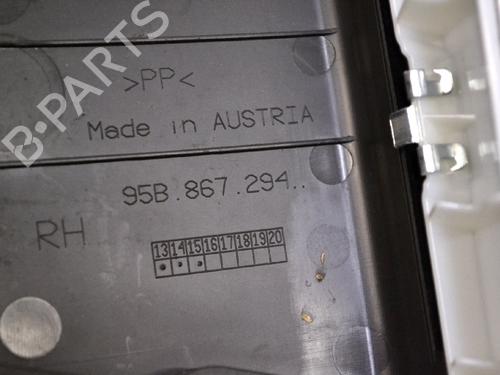 B-PARTS
>PP<
Made in AUSTRIA
95B.867.294..
RH
13 14 15 16 17 18 19 20